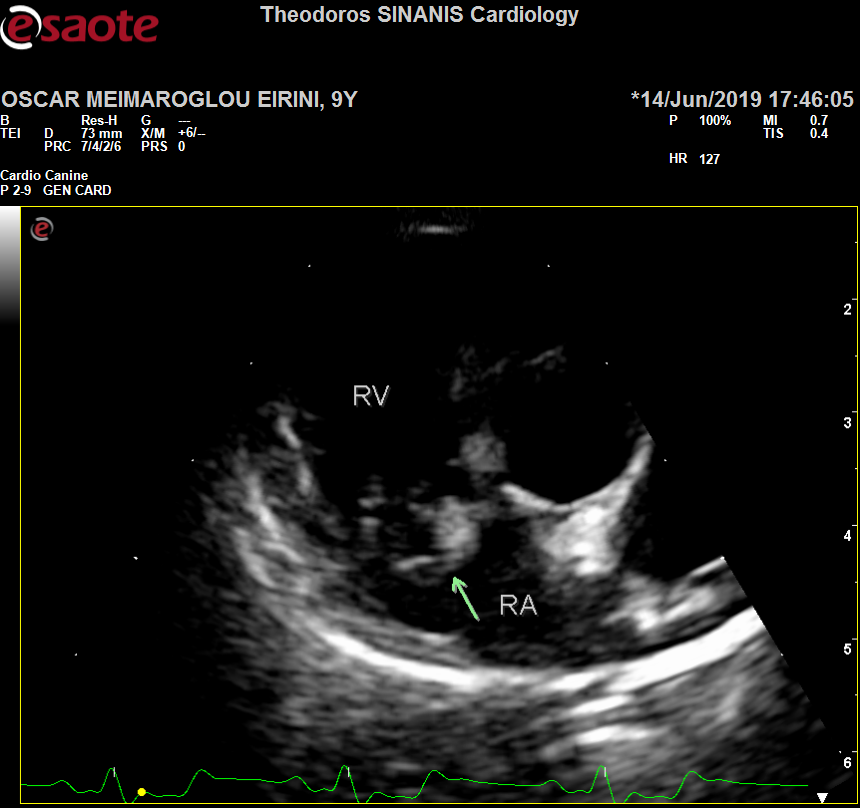 esaote
Theodoros SINANIS Cardiology
OSCAR MEIMAROGLOU EIRINI, 9Y
*14/Jun/2019 17:46:05
B Res-H G ---
TEI D 73 mm X/M +6/--
PRC 7/4/2/6 PRS 0
P 100% MI 0.7
TIS 0.4
HR 127
Cardio Canine
P 2-9 GEN CARD
e
2
RV
3
4
RA
5
6